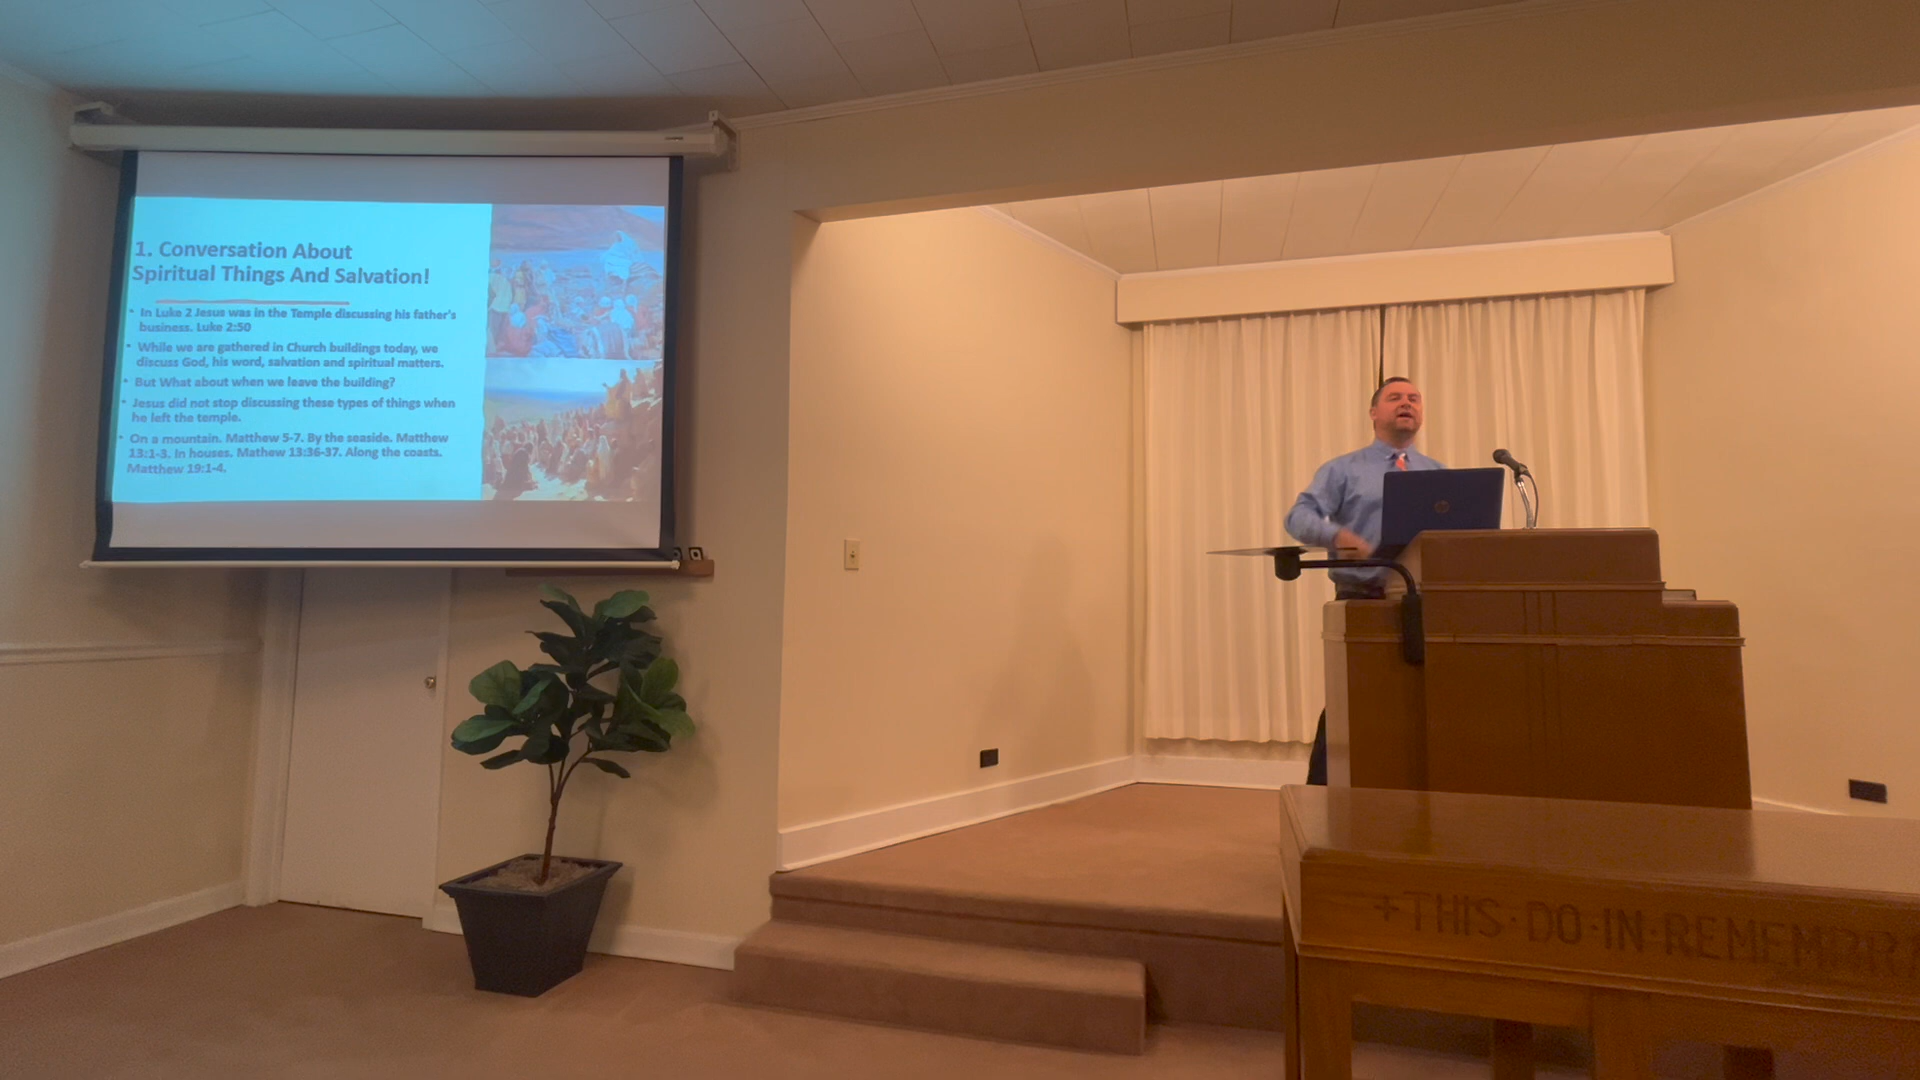 1. Conversation About
Spiritual Things And Salvation!
• In Luke 2 Jesus was in the Temple discussing his father's
business. Luke 2:50
• While we are gathered in Church buildings today, we
discuss God, his word, salvation and spiritual matters.
• But What about when we leave the building?
• Jesus did not stop discussing these types of things when
he left the temple.
• On a mountain. Matthew 5-7. By the seaside. Matthew
13:1-3. In houses. Mathew 13:36-37. Along the coasts.
Matthew 19:1-4.
hp
+THIS·DO·IN·REMEMBRA